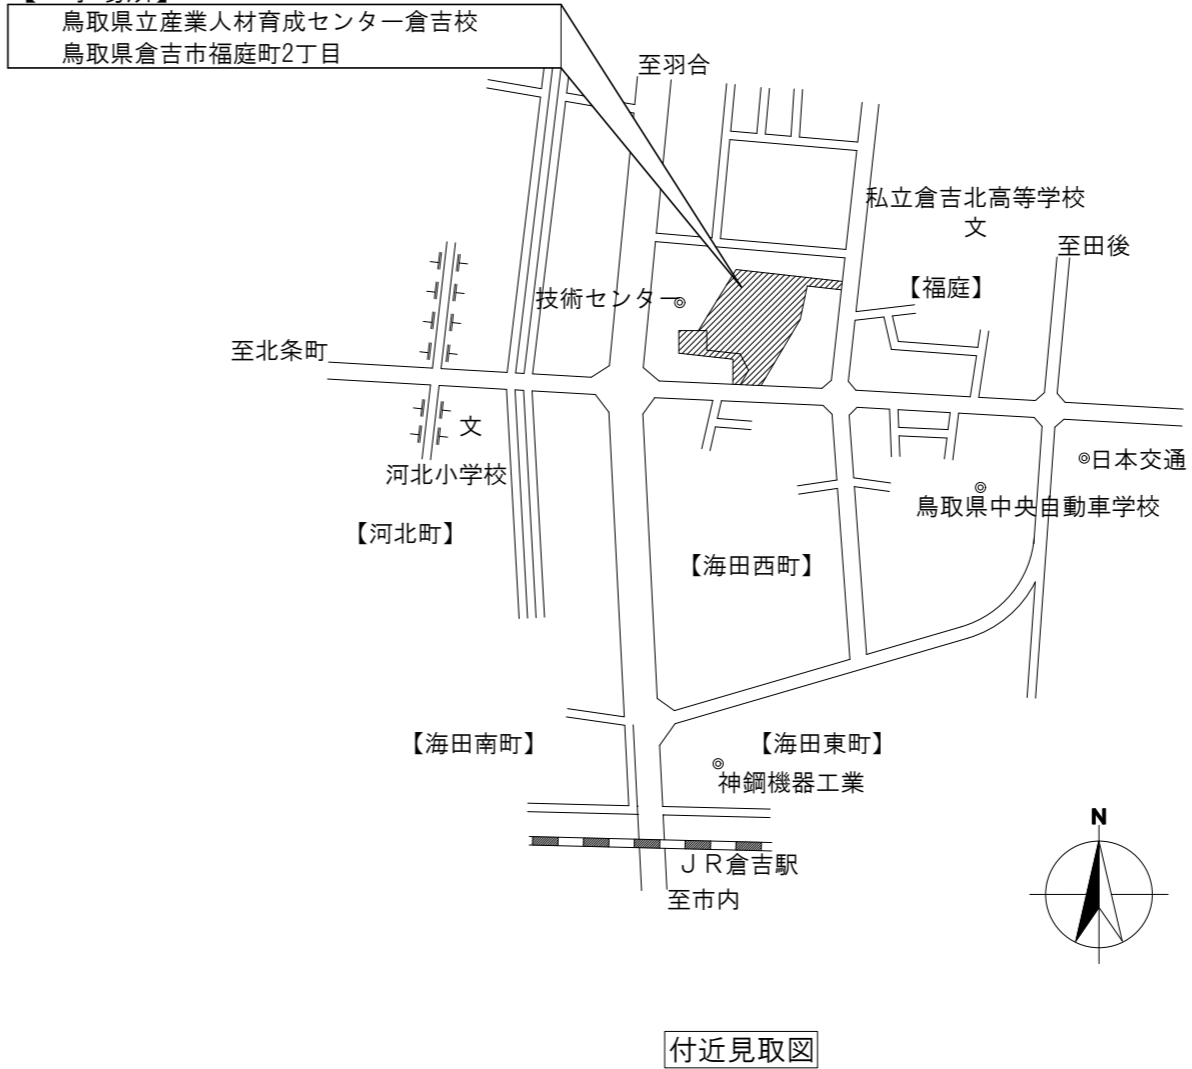 鳥取県立産業人材育成センター倉吉校
鳥取県倉吉市福庭町2丁目
至羽合
私立倉吉北高等学校
文
至田後
【福庭】
技術センター
至北条町
文
河北小学校
日本交通
鳥取県中央自動車学校
【河北町】
【海田西町】
【海田南町】
【海田東町】
神鋼機器工業
N
ＪＲ倉吉駅
至市内
付近見取図